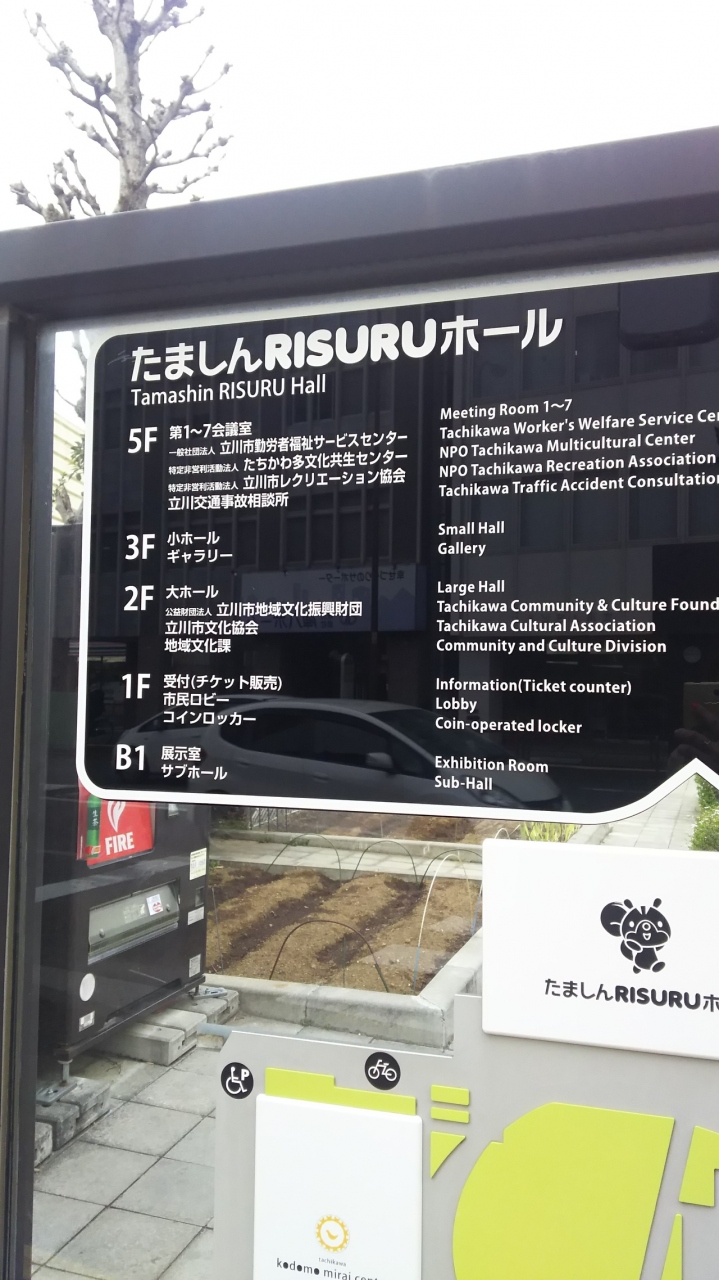 たましんRISURUホール
Tamashin RISURU Hall
5F 第1〜7会議室
一般社団法人 立川市勤労者福祉サービスセンター
特定非営利活動法人 たちかわ多文化共生センター
特定非営利活動法人 立川市レクリエーション協会
立川交通事故相談所
Meeting Room 1〜7
Tachikawa Worker's Welfare Service Cen
NPO Tachikawa Multicultural Center
NPO Tachikawa Recreation Association
Tachikawa Traffic Accident Consultation
3F 小ホール
ギャラリー
Small Hall
Gallery
2F 大ホール
公益財団法人 立川市地域文化振興財団
立川市文化協会
地域文化課
Large Hall
Tachikawa Community & Culture Found
Tachikawa Cultural Association
Community and Culture Division
1F 受付(チケット販売)
市民ロビー
コインロッカー
Information(Ticket counter)
Lobby
Coin-operated locker
B1 展示室
サブホール
Exhibition Room
Sub-Hall
FIRE
たましんRISURUホ
P
tachikawa
kodomo mirai cent